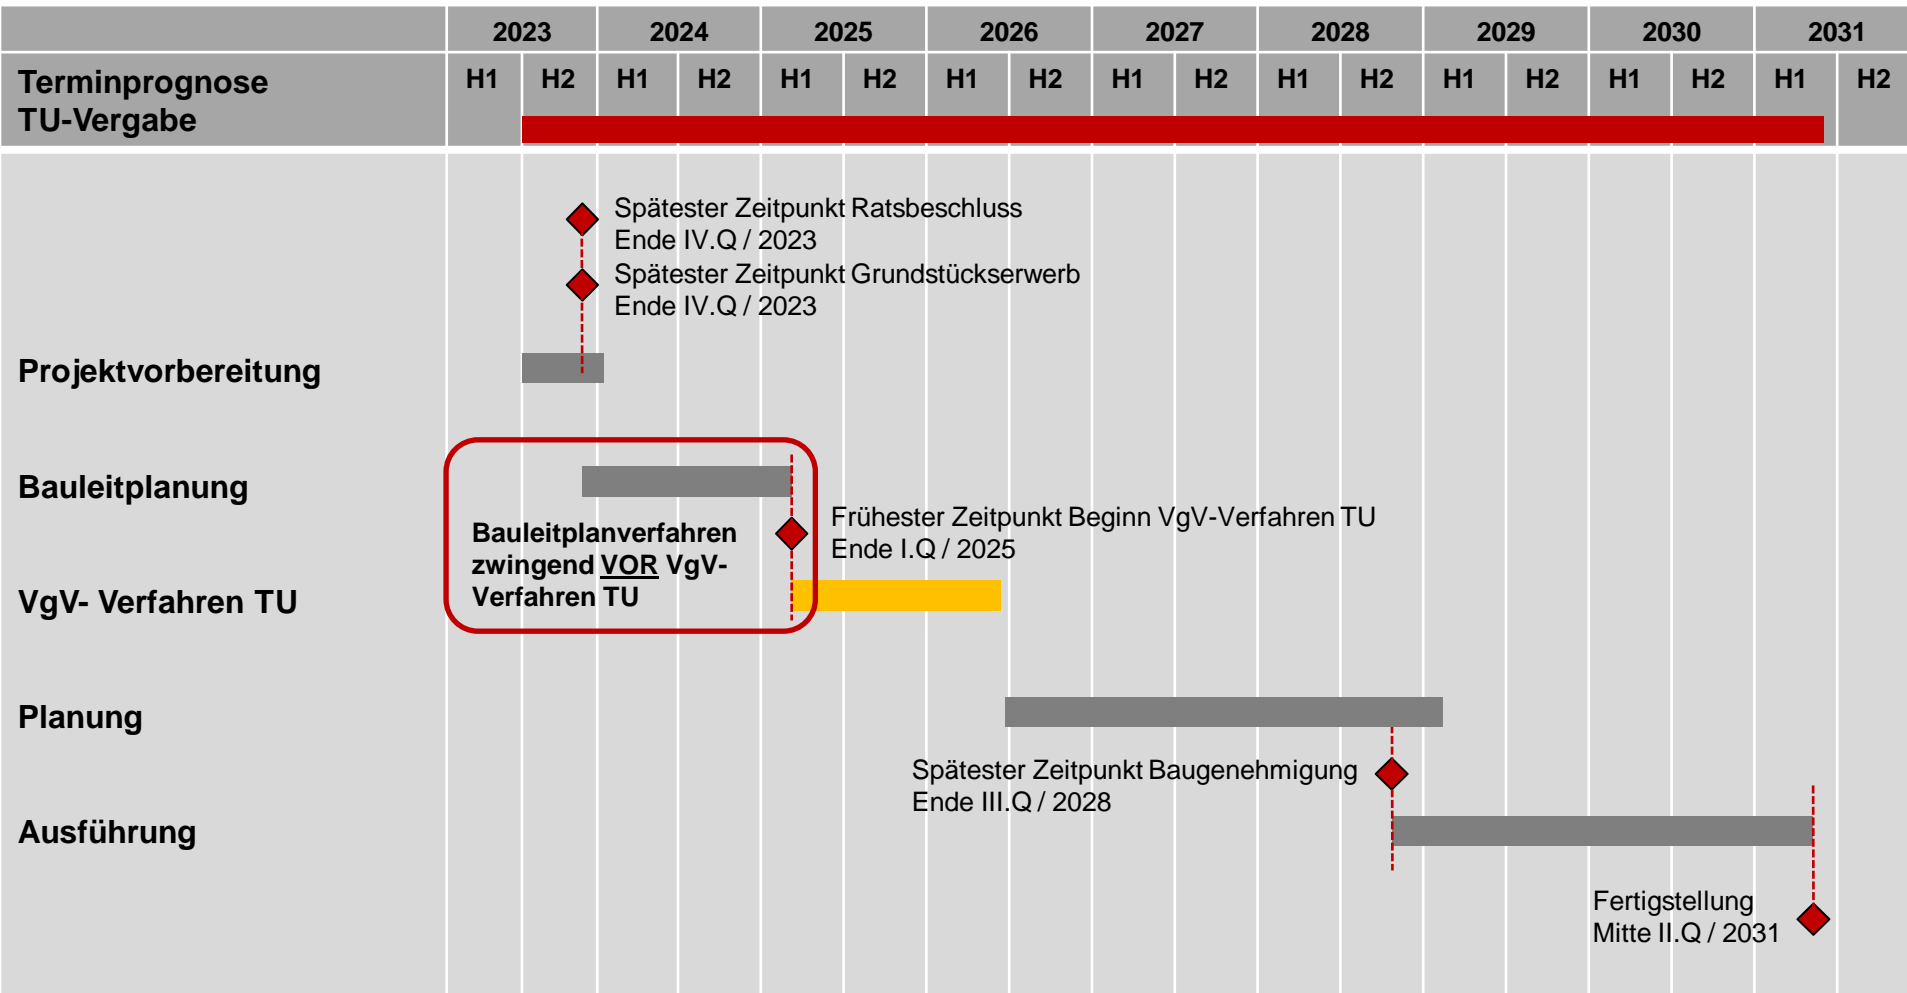 2023 2024 2025 2026 2027 2028 2029 2030 2031
Terminprognose
TU-Vergabe
H1 H2 H1 H2 H1 H2 H1 H2 H1 H2 H1 H2 H1 H2 H1 H2 H1 H2
Spätester Zeitpunkt Ratsbeschluss
Ende IV.Q / 2023
Spätester Zeitpunkt Grundstückserwerb
Ende IV.Q / 2023
Projektvorbereitung
Bauleitplanung
Bauleitplanverfahren
zwingend VOR VgV-
Verfahren TU
Frühester Zeitpunkt Beginn VgV-Verfahren TU
Ende I.Q / 2025
VgV- Verfahren TU
Planung
Spätester Zeitpunkt Baugenehmigung
Ende III.Q / 2028
Ausführung
Fertigstellung
Mitte II.Q / 2031